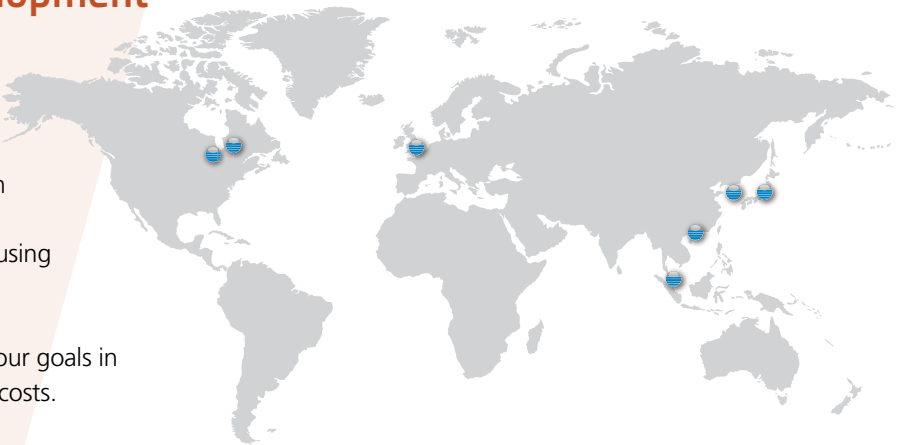 opment
n
using
our goals in
costs.